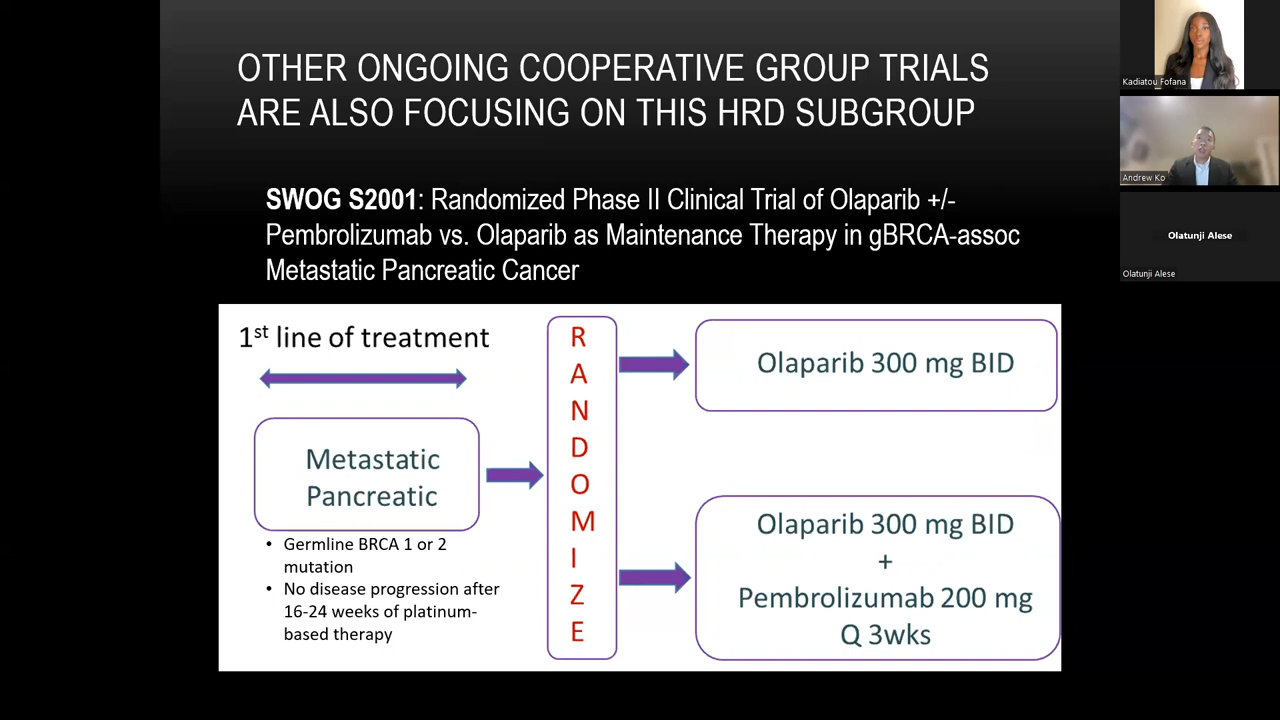 OTHER ONGOING COOPERATIVE GROUP TRIALS
ARE ALSO FOCUSING ON THIS HRD SUBGROUP
SWOG S2001: Randomized Phase II Clinical Trial of Olaparib +/-
Pembrolizumab vs. Olaparib as Maintenance Therapy in gBRCA-assoc
Metastatic Pancreatic Cancer
1st line of treatment
Metastatic
Pancreatic
• Germline BRCA 1 or 2
mutation
• No disease progression after
16-24 weeks of platinum-
based therapy
R
A
N
D
O
M
I
Z
E
Olaparib 300 mg BID
Olaparib 300 mg BID
+
Pembrolizumab 200 mg
Q 3wks
Kadiatou Fofana
Andrew Ko
Olatunji Alese
Olatunji Alese